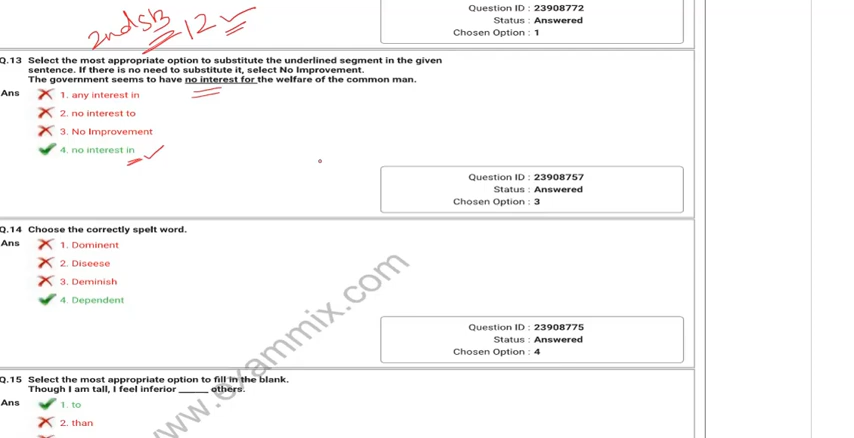 2nd SB 12
Question ID : 23908772
Status : Answered
Chosen Option : 1
Q.13 Select the most appropriate option to substitute the underlined segment in the given
sentence. If there is no need to substitute it, select No Improvement.
The government seems to have no interest for the welfare of the common man.
Ans
1. any interest in
2. no interest to
3. No Improvement
4. no interest in
Question ID : 23908757
Status : Answered
Chosen Option : 3
Q.14 Choose the correctly spelt word.
Ans
1. Dominent
2. Diseese
3. Deminish
4. Dependent
Question ID : 23908775
Status : Answered
Chosen Option : 4
Q.15 Select the most appropriate option to fill in the blank.
Though I am tall, I feel inferior _____ others.
Ans
1. to
2. than
www.exammix.com